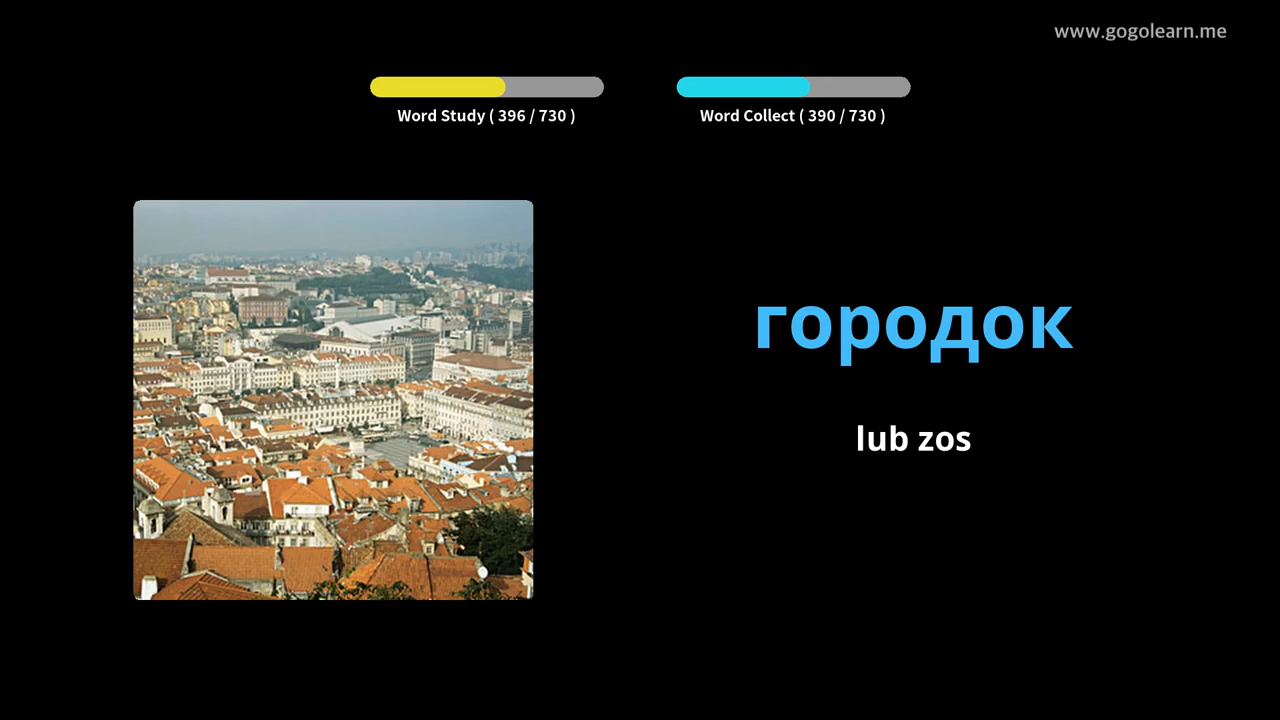 www.gogolearn.me
Word Study ( 396 / 730 )
Word Collect ( 390 / 730 )
городок
lub zos